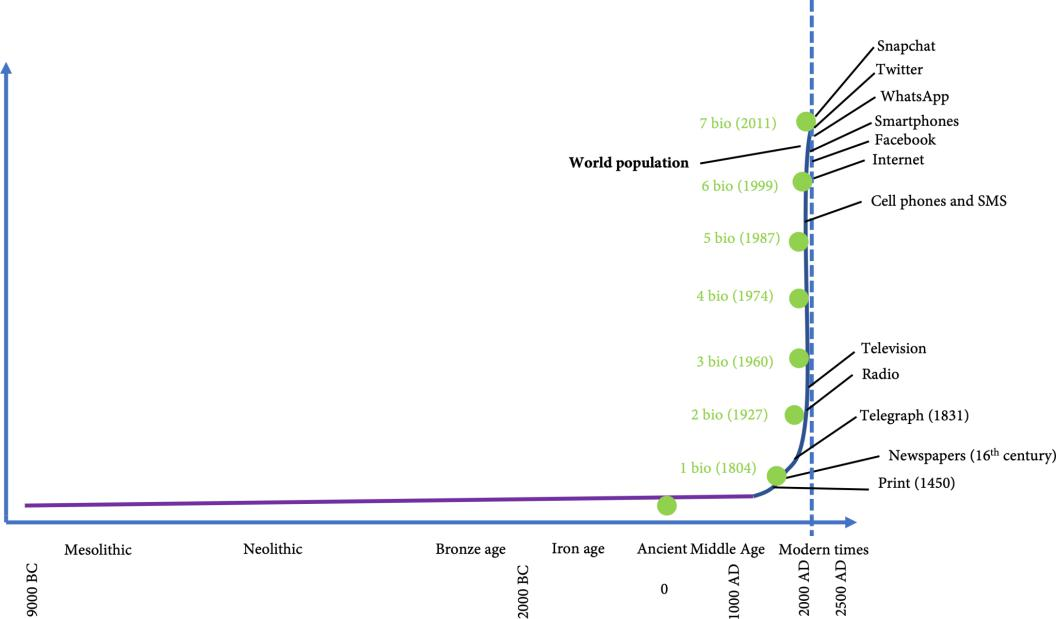 Snapchat
Twitter
WhatsApp
7 bio (2011)
Smartphones
Facebook
World population
Internet
6 bio (1999)
Cell phones and SMS
5 bio (1987)
4 bio (1974)
Television
3 bio (1960)
Radio
2 bio (1927)
Telegraph (1831)
Newspapers (16th century)
1 bio (1804)
Print (1450)
Mesolithic
Neolithic
Bronze age
Iron age
Ancient
Middle Age
Modern times
9000 BC
2000 BC
0
1000 AD
2000 AD
2500 AD